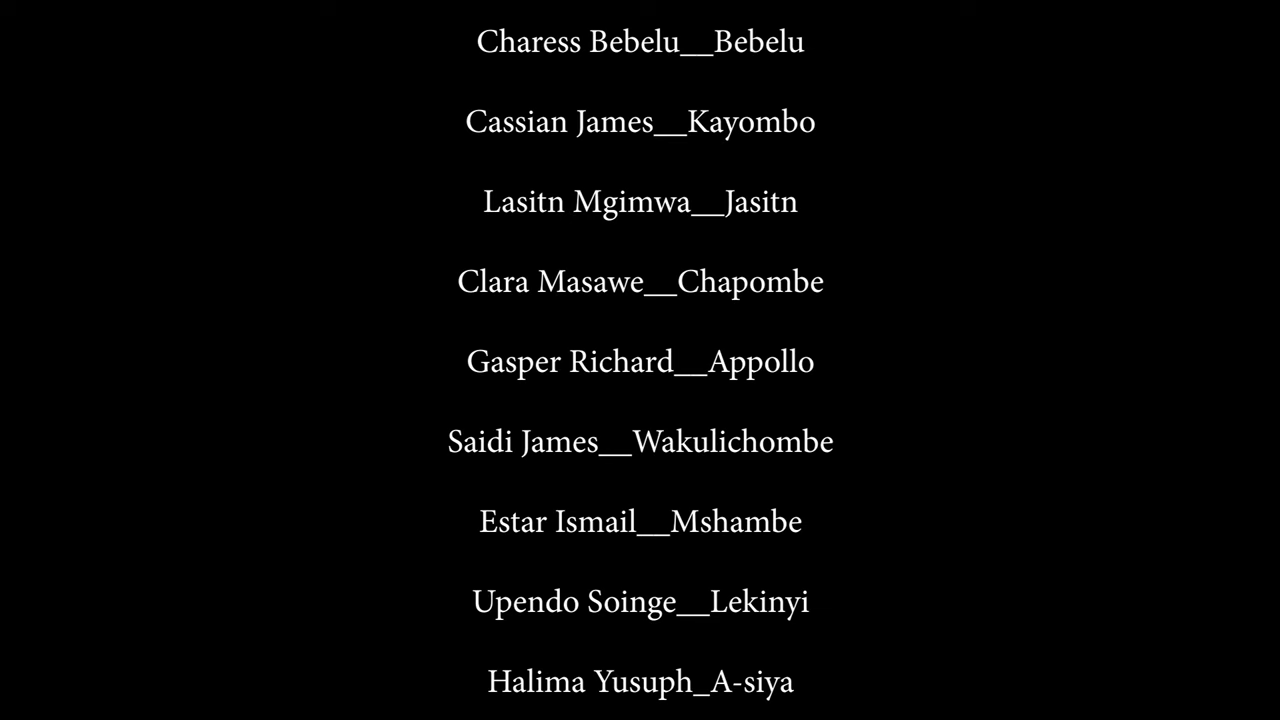 Charess Bebelu__Bebelu
Cassian James__Kayombo
Lasitn Mgimwa__Jasitn
Clara Masawe__Chapombe
Gasper Richard__Appollo
Saidi James__Wakulichombe
Estar Ismail__Mshambe
Upendo Soinge__Lekinyi
Halima Yusuph_A-siya